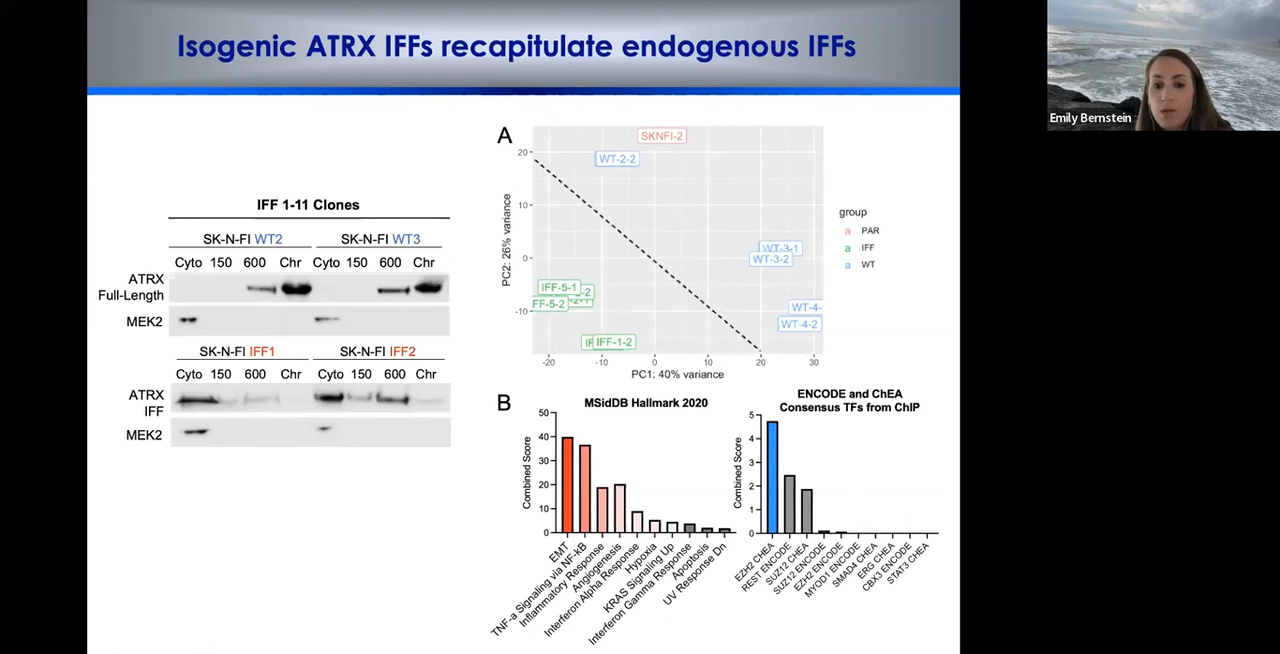 Isogenic ATRX IFFs recapitulate endogenous IFFs
Emily Bernstein
IFF 1-11 Clones
SK-N-FI WT2
SK-N-FI WT3
Cyto 150 600 Chr
Cyto 150 600 Chr
ATRX
Full-Length
MEK2
SK-N-FI IFF1
SK-N-FI IFF2
Cyto 150 600 Chr
Cyto 150 600 Chr
ATRX
IFF
MEK2
A
PC2: 26% variance
20
10
0
-10
SKNFI-2
WT-2-2
WT-3-1
WT-3-2
WT-4-
WT-4-2
IFF-5-1
FF-5-2
IFF-1-2
-20 -10 0 10 20 30
PC1: 40% variance
group
a PAR
a IFF
a WT
B
MSidDB Hallmark 2020
Combined Score
50
40
30
20
10
0
EMT
TNF-a Signaling via NF-kB
Inflammatory Response
Angiogenesis
Interferon Alpha Response
Hypoxia
KRAS Signaling Up
Interferon Gamma Response
Apoptosis
UV Response Dn
ENCODE and ChEA
Consensus TFs from ChIP
Combined Score
5
4
3
2
1
0
EZH2 CHEA
REST ENCODE
SUZ12 CHEA
SUZ12 ENCODE
EZH2 ENCODE
MYOD1 ENCODE
SMAD4 CHEA
ERG CHEA
CBX3 ENCODE
STAT3 CHEA